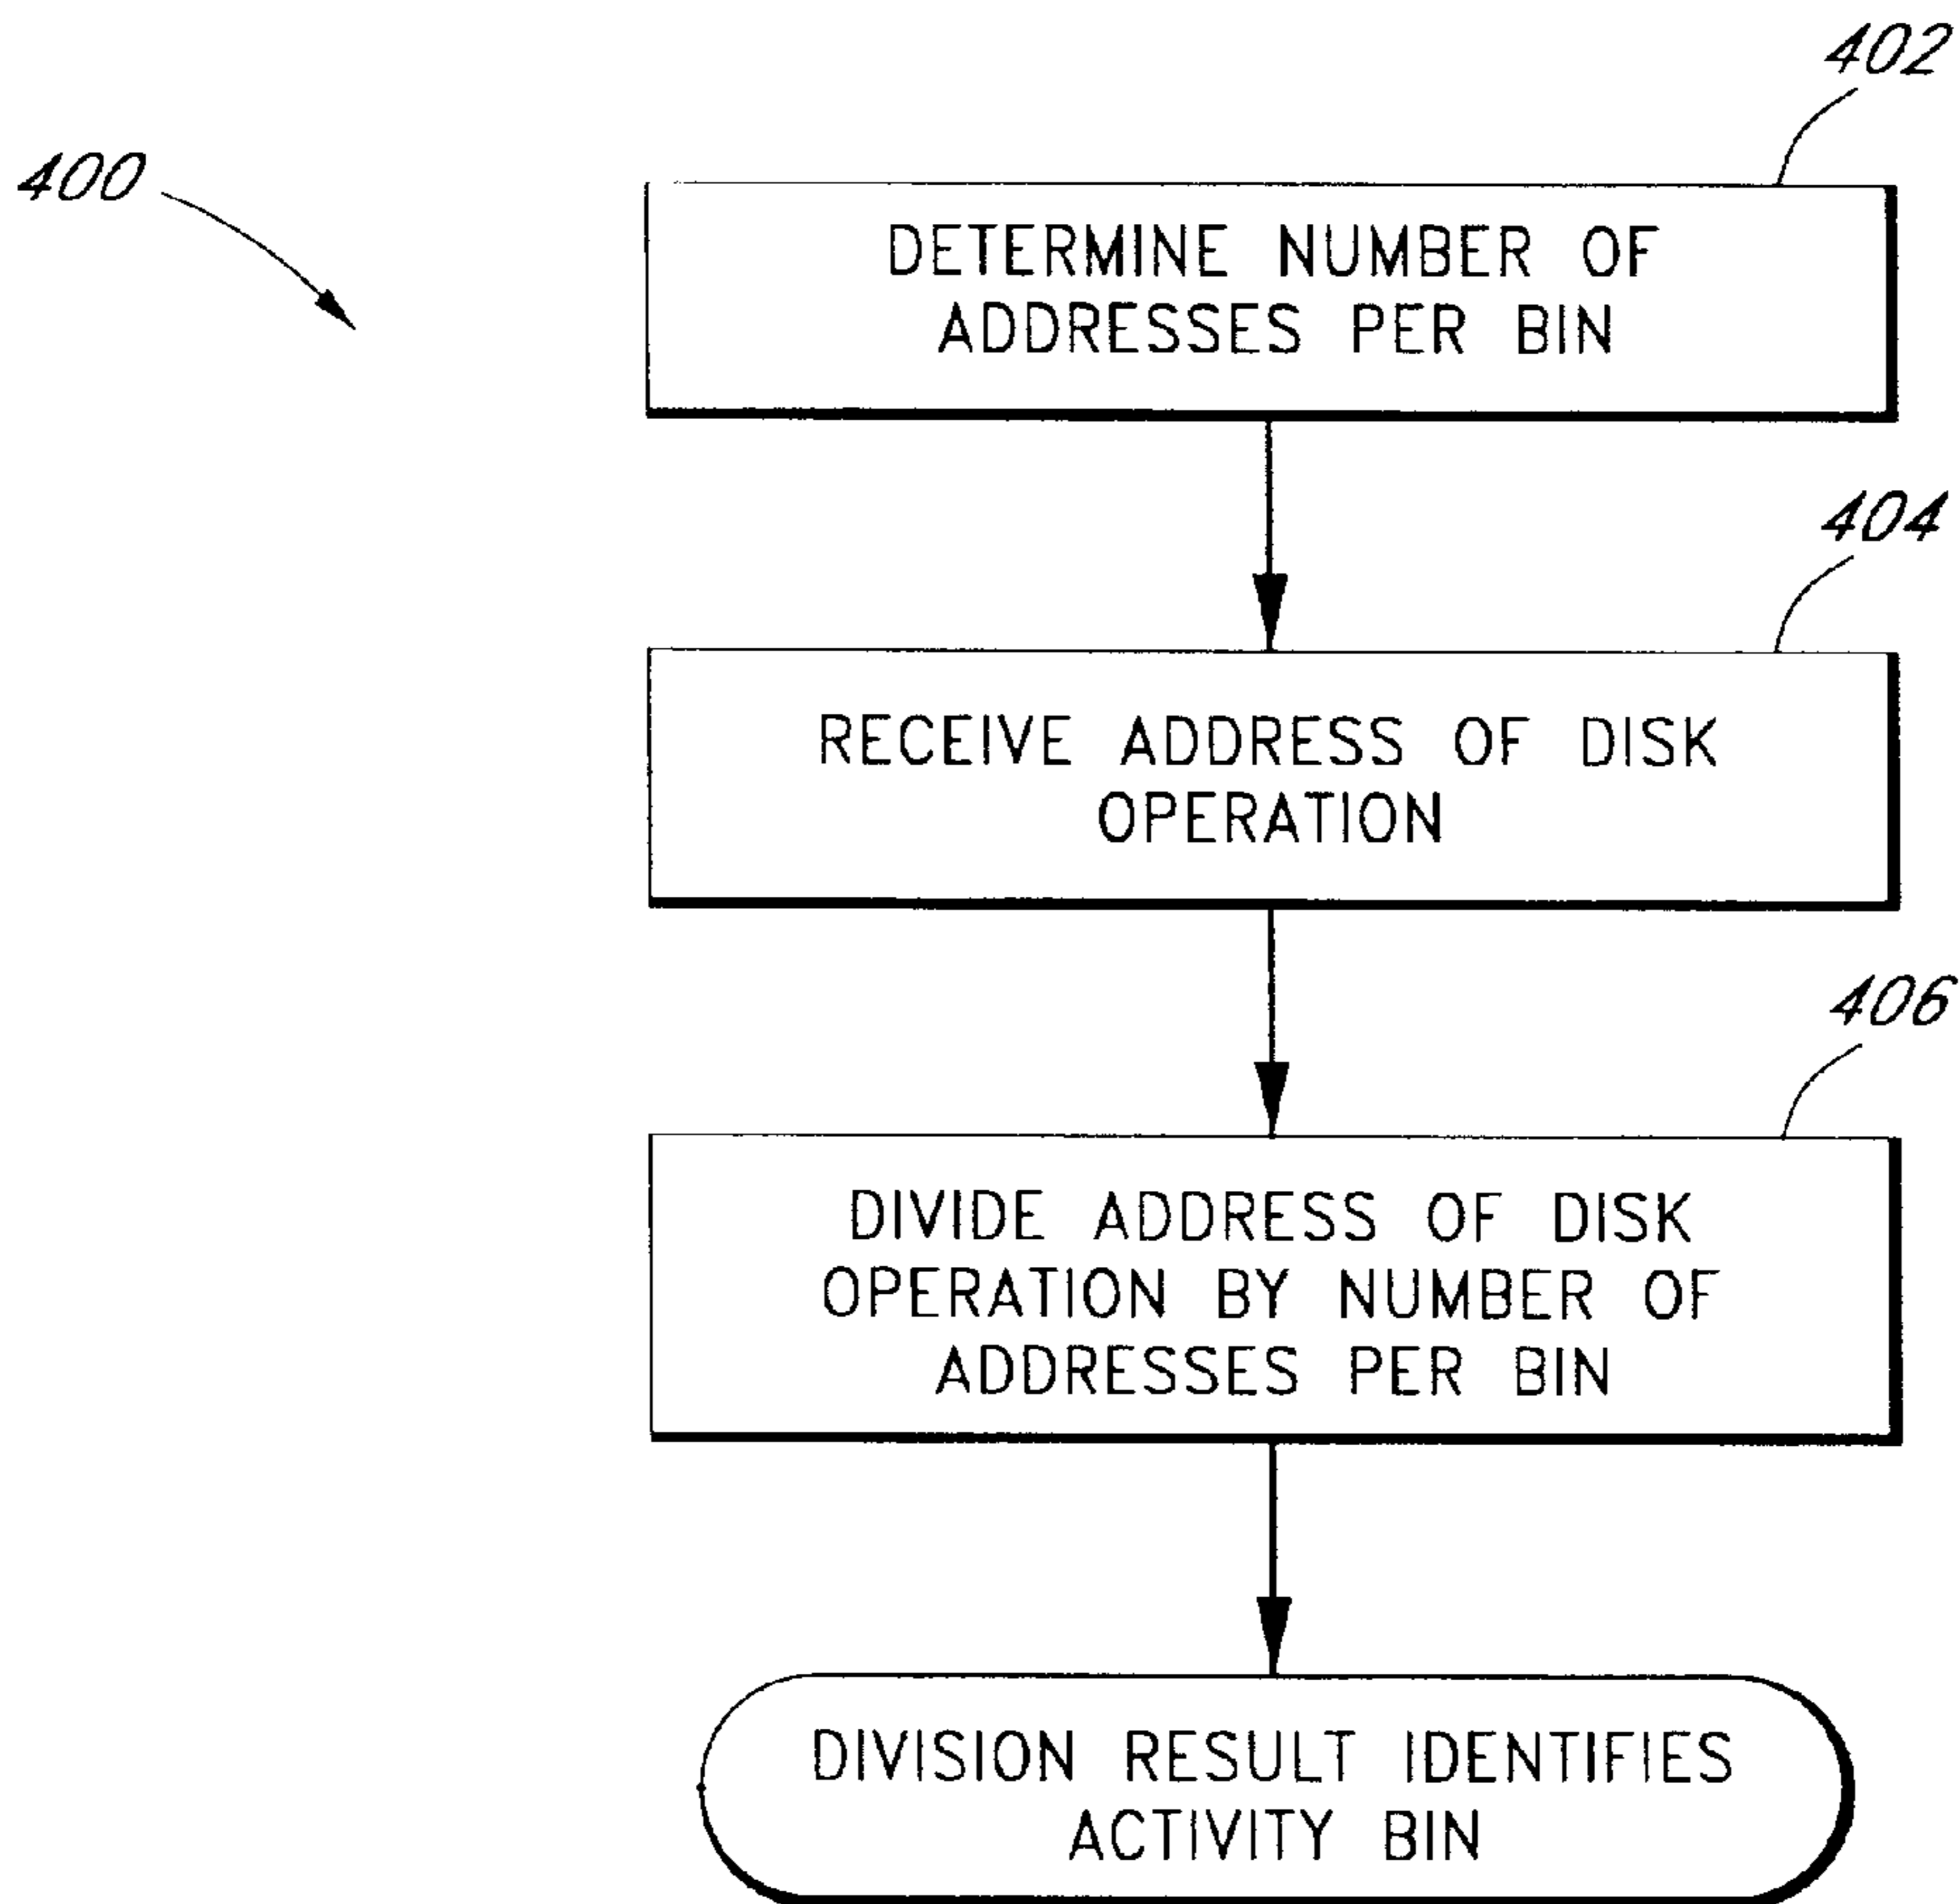 402
400
DETERMINE NUMBER OF
ADDRESSES PER BIN
404
RECEIVE ADDRESS OF DISK
OPERATION
406
DIVIDE ADDRESS OF DISK
OPERATION BY NUMBER OF
ADDRESSES PER BIN
DIVISION RESULT IDENTIFIES
ACTIVITY BIN